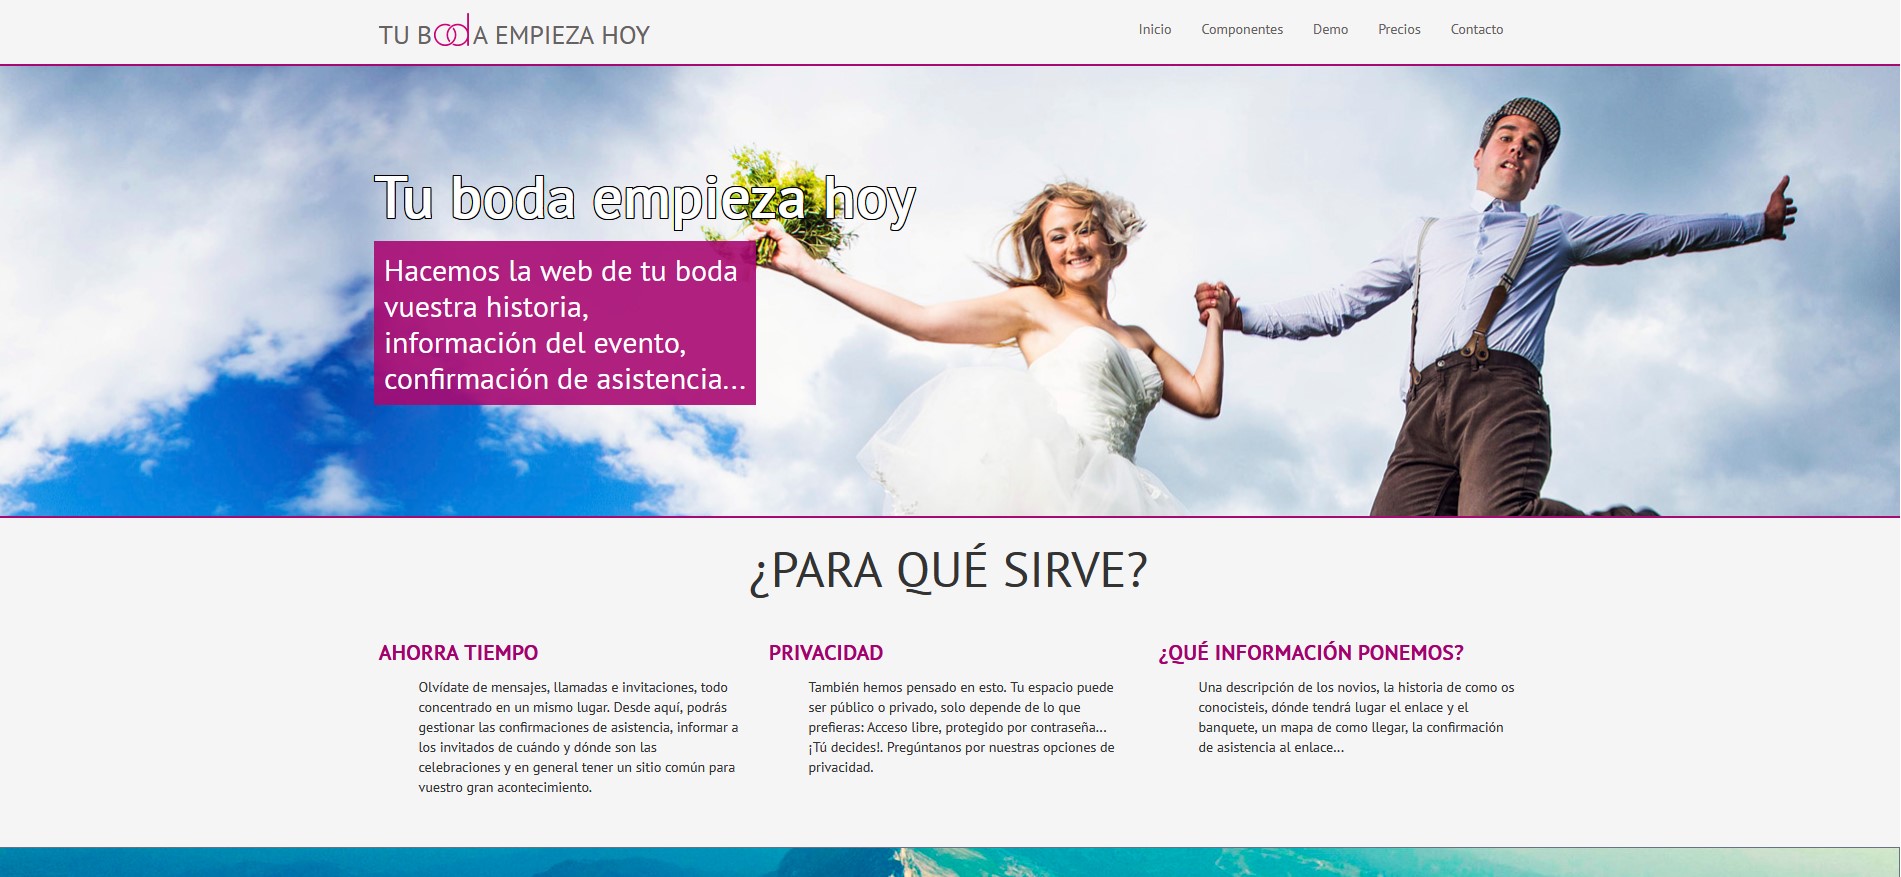 TU BODA EMPIEZA HOY
Inicio Componentes Demo Precios Contacto
Tu boda empieza hoy
Hacemos la web de tu boda
vuestra historia,
información del evento,
confirmación de asistencia...
¿PARA QUÉ SIRVE?
AHORRA TIEMPO
Olvídate de mensajes, llamadas e invitaciones, todo
concentrado en un mismo lugar. Desde aquí, podrás
gestionar las confirmaciones de asistencia, informar a
los invitados de cuándo y dónde son las
celebraciones y en general tener un sitio común para
vuestro gran acontecimiento.
PRIVACIDAD
También hemos pensado en esto. Tu espacio puede
ser público o privado, solo depende de lo que
prefieras: Acceso libre, protegido por contraseña...
¡Tú decides!. Pregúntanos por nuestras opciones de
privacidad.
¿QUÉ INFORMACIÓN PONEMOS?
Una descripción de los novios, la historia de como os
conocisteis, dónde tendrá lugar el enlace y el
banquete, un mapa de como llegar, la confirmación
de asistencia al enlace...